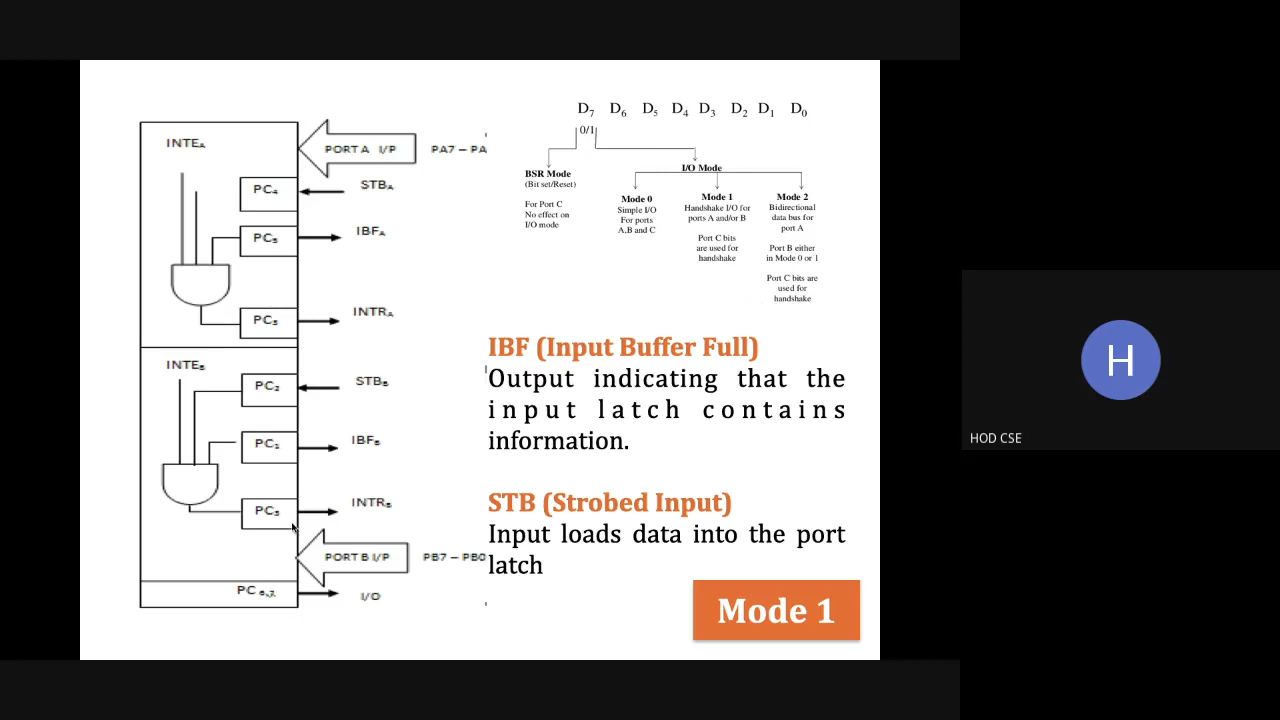 INTEA
PORT A I/P
PA7 – PA
PC4
STBA
PC5
IBFA
PC3
INTRA
INTEB
PC2
STBB
PC1
IBFB
PC3
INTRB
PORT B I/P
PB7 – PB0
PC 6,7
I/O
D7 D6 D5 D4 D3 D2 D1 D0
0/1
BSR Mode
(Bit set/Reset)
For Port C
No effect on
I/O mode
I/O Mode
Mode 0
Simple I/O
For ports
A,B and C
Mode 1
Handshake I/O for
ports A and/or B
Port C bits
are used for
handshake
Mode 2
Bidirectional
data bus for
port A
Port B either
in Mode 0 or 1
Port C bits are
used for
handshake
IBF (Input Buffer Full)
Output indicating that the
input latch contains
information.
STB (Strobed Input)
Input loads data into the port
latch
Mode 1
H
HOD CSE